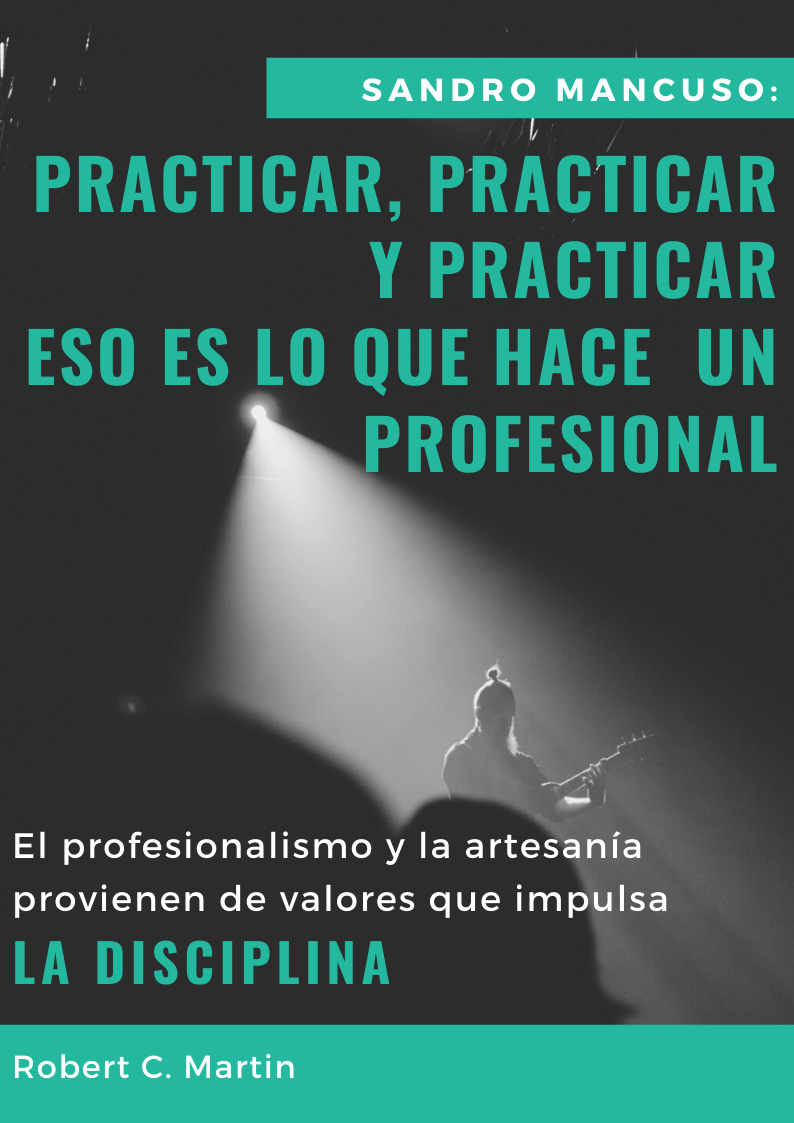 SANDRO MANCUSO:
PRACTICAR, PRACTICAR
Y PRACTICAR
ESO ES LO QUE HACE UN
PROFESIONAL
El profesionalismo y la artesanía
provienen de valores que impulsa
LA DISCIPLINA
Robert C. Martin